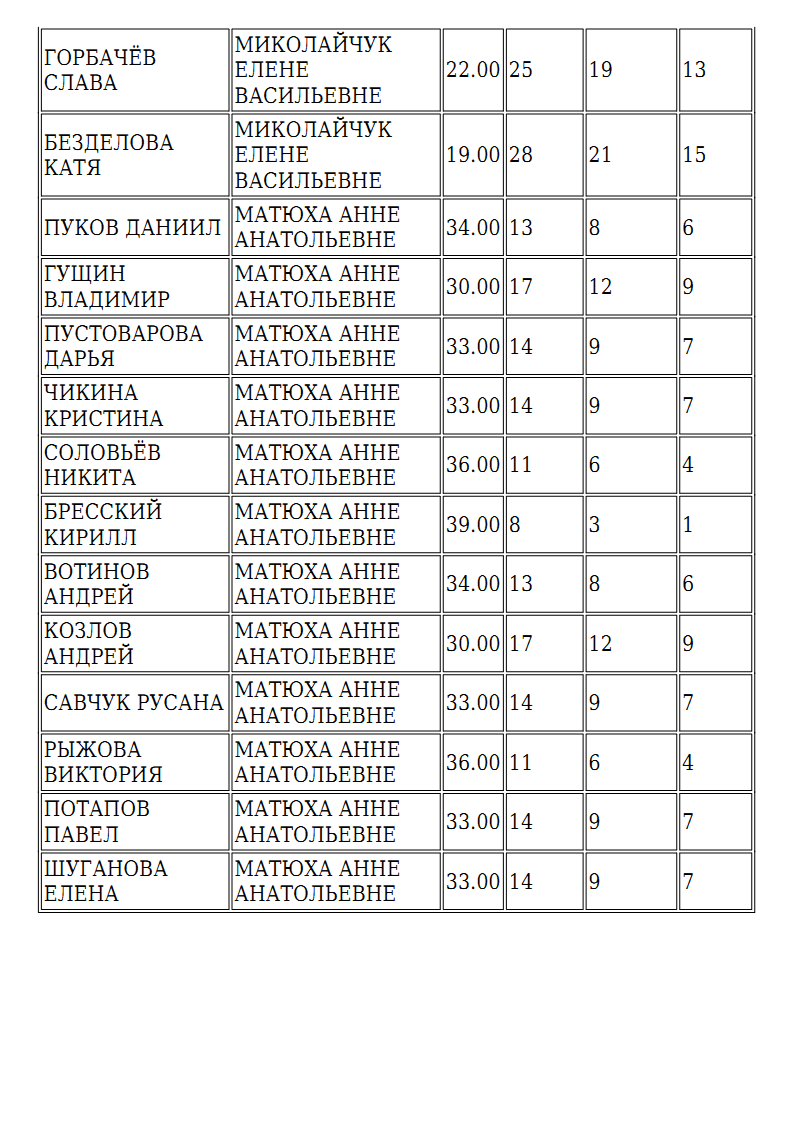 ГОРБАЧЁВ СЛАВА МИКОЛАЙЧУК ЕЛЕНЕ ВАСИЛЬЕВНЕ 22.00 25 19 13
БЕЗДЕЛОВА КАТЯ МИКОЛАЙЧУК ЕЛЕНЕ ВАСИЛЬЕВНЕ 19.00 28 21 15
ПУКОВ ДАНИИЛ МАТЮХА АННЕ АНАТОЛЬЕВНЕ 34.00 13 8 6
ГУЩИН ВЛАДИМИР МАТЮХА АННЕ АНАТОЛЬЕВНЕ 30.00 17 12 9
ПУСТОВАРОВА ДАРЬЯ МАТЮХА АННЕ АНАТОЛЬЕВНЕ 33.00 14 9 7
ЧИКИНА КРИСТИНА МАТЮХА АННЕ АНАТОЛЬЕВНЕ 33.00 14 9 7
СОЛОВЬЁВ НИКИТА МАТЮХА АННЕ АНАТОЛЬЕВНЕ 36.00 11 6 4
БРЕССКИЙ КИРИЛЛ МАТЮХА АННЕ АНАТОЛЬЕВНЕ 39.00 8 3 1
ВОТИНОВ АНДРЕЙ МАТЮХА АННЕ АНАТОЛЬЕВНЕ 34.00 13 8 6
КОЗЛОВ АНДРЕЙ МАТЮХА АННЕ АНАТОЛЬЕВНЕ 30.00 17 12 9
САВЧУК РУСАНА МАТЮХА АННЕ АНАТОЛЬЕВНЕ 33.00 14 9 7
РЫЖОВА ВИКТОРИЯ МАТЮХА АННЕ АНАТОЛЬЕВНЕ 36.00 11 6 4
ПОТАПОВ ПАВЕЛ МАТЮХА АННЕ АНАТОЛЬЕВНЕ 33.00 14 9 7
ШУГАНОВА ЕЛЕНА МАТЮХА АННЕ АНАТОЛЬЕВНЕ 33.00 14 9 7